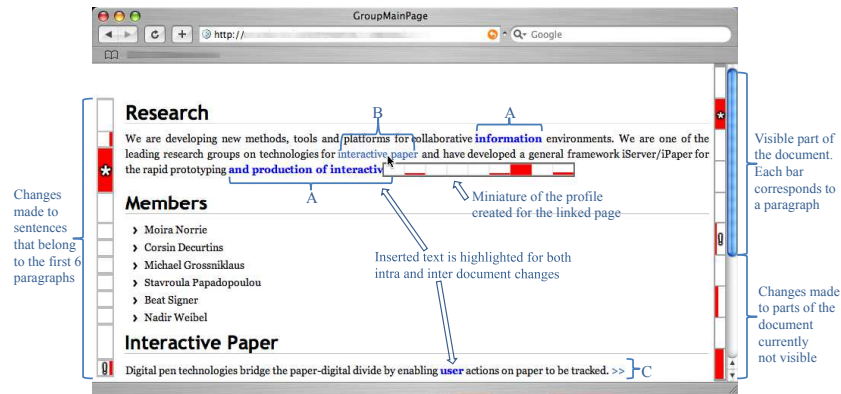 GroupMainPage
http://
Google
Research
B
A
We are developing new methods, tools and platforms for collaborative information environments. We are one of the
leading research groups on technologies for interactive paper and have developed a general framework iServer/iPaper for
the rapid prototyping and production of interactiv
A
Miniature of the profile
created for the linked page
Members
Moira Norrie
Corsin Decurtins
Michael Grossniklaus
Stavroula Papadopoulou
Beat Signer
Nadir Weibel
Inserted text is highlighted for both
intra and inter document changes
Interactive Paper
Digital pen technologies bridge the paper-digital divide by enabling user actions on paper to be tracked. >>
C
Changes
made to
sentences
that belong
to the first 6
paragraphs
Visible part
of the document.
Each bar
corresponds to
a paragraph
Changes made
to parts of the
document
currently
not visible